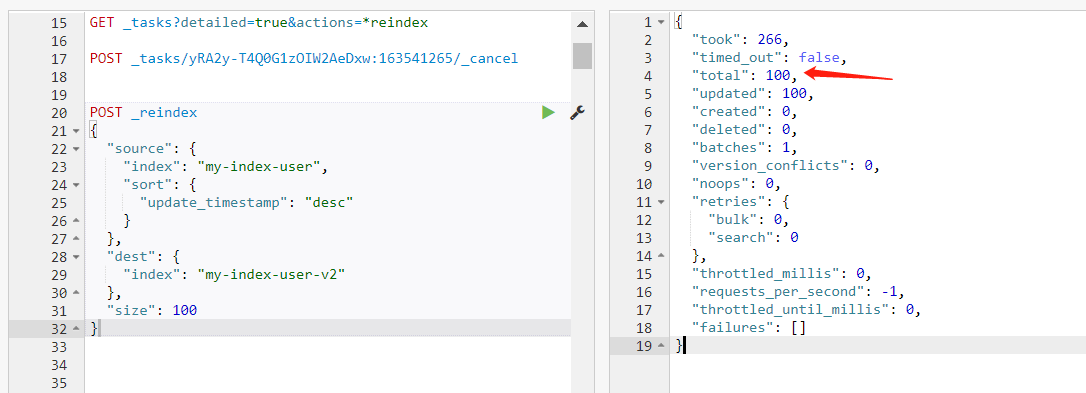 15 GET _tasks?detailed=true&actions=*reindex
16
17 POST _tasks/yRA2y-T4Q0G1zOIW2AeDxw:163541265/_cancel
18
19
20 POST _reindex
21 {
22 "source": {
23 "index": "my-index-user",
24 "sort": {
25 "update_timestamp": "desc"
26 }
27 },
28 "dest": {
29 "index": "my-index-user-v2"
30 },
31 "size": 100
32 }
33
34
35
1 {
2 "took": 266,
3 "timed_out": false,
4 "total": 100,
5 "updated": 100,
6 "created": 0,
7 "deleted": 0,
8 "batches": 1,
9 "version_conflicts": 0,
10 "noops": 0,
11 "retries": {
12 "bulk": 0,
13 "search": 0
14 },
15 "throttled_millis": 0,
16 "requests_per_second": -1,
17 "throttled_until_millis": 0,
18 "failures": []
19 }